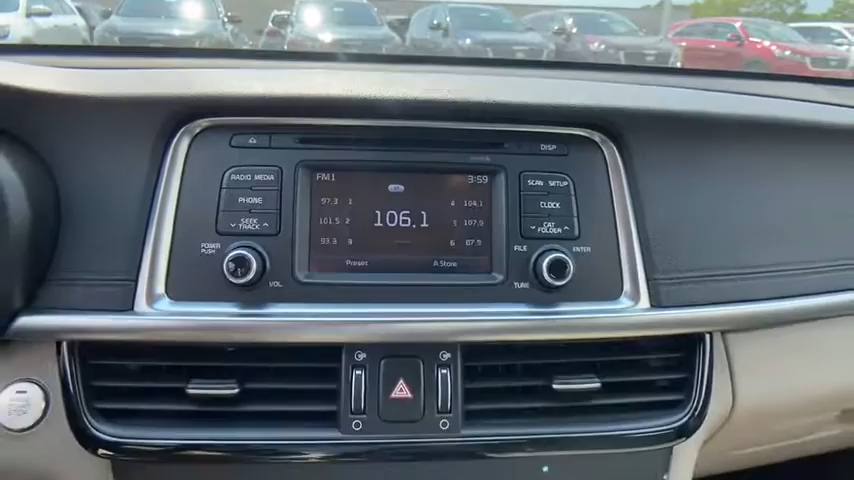 DISP
RADIO MEDIA
PHONE
SEEK
TRACK
POWER
PUSH
VOL
FM1
3:59
97.3 1
101.5 2
93.3 3
106.1
4 104.1
5 107.9
6 87.9
Preset
A.Store
SCAN SETUP
CLOCK
CAT
FOLDER
FILE
ENTER
TUNE